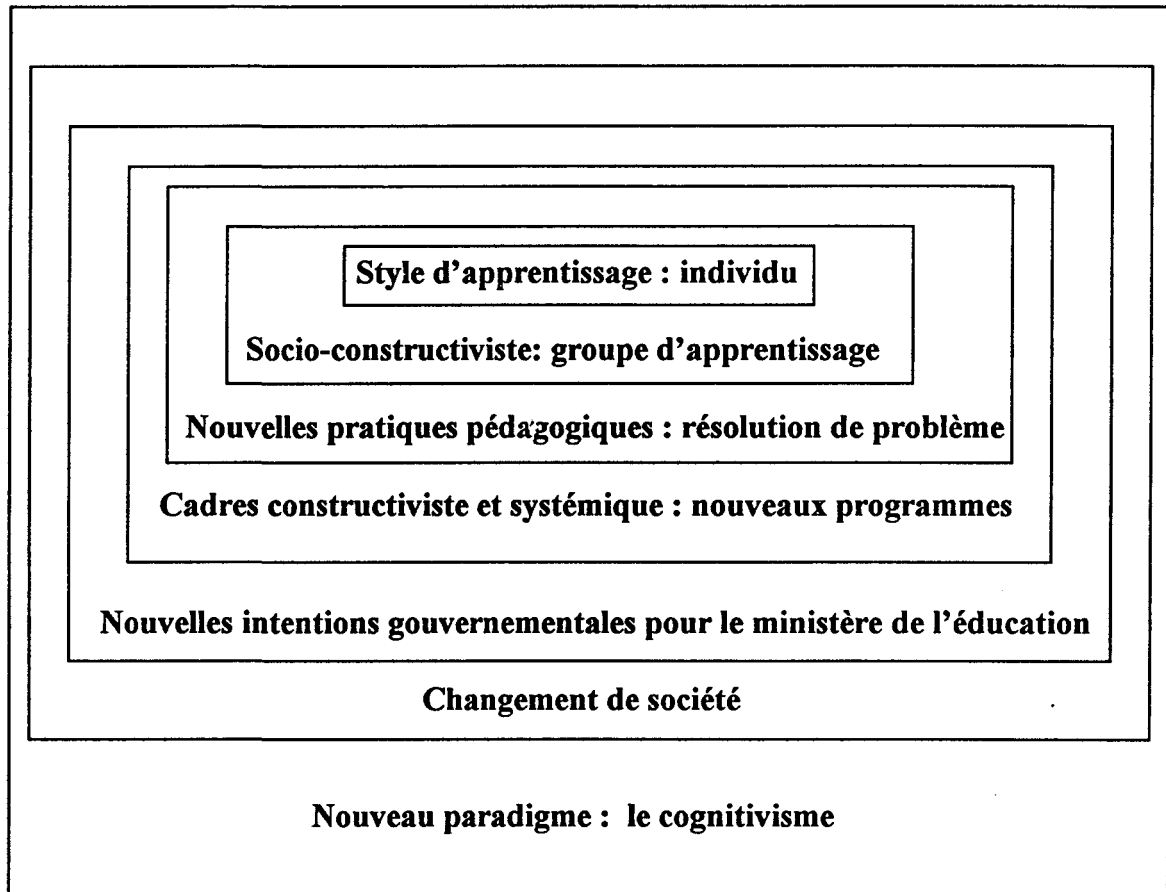 Style d'apprentissage : individu
Socio-constructiviste: groupe d'apprentissage
Nouvelles pratiques pédagogiques : résolution de problème
Cadres constructiviste et systémique : nouveaux programmes
Nouvelles intentions gouvernementales pour le ministère de l'éducation
Changement de société
Nouveau paradigme : le cognitivisme